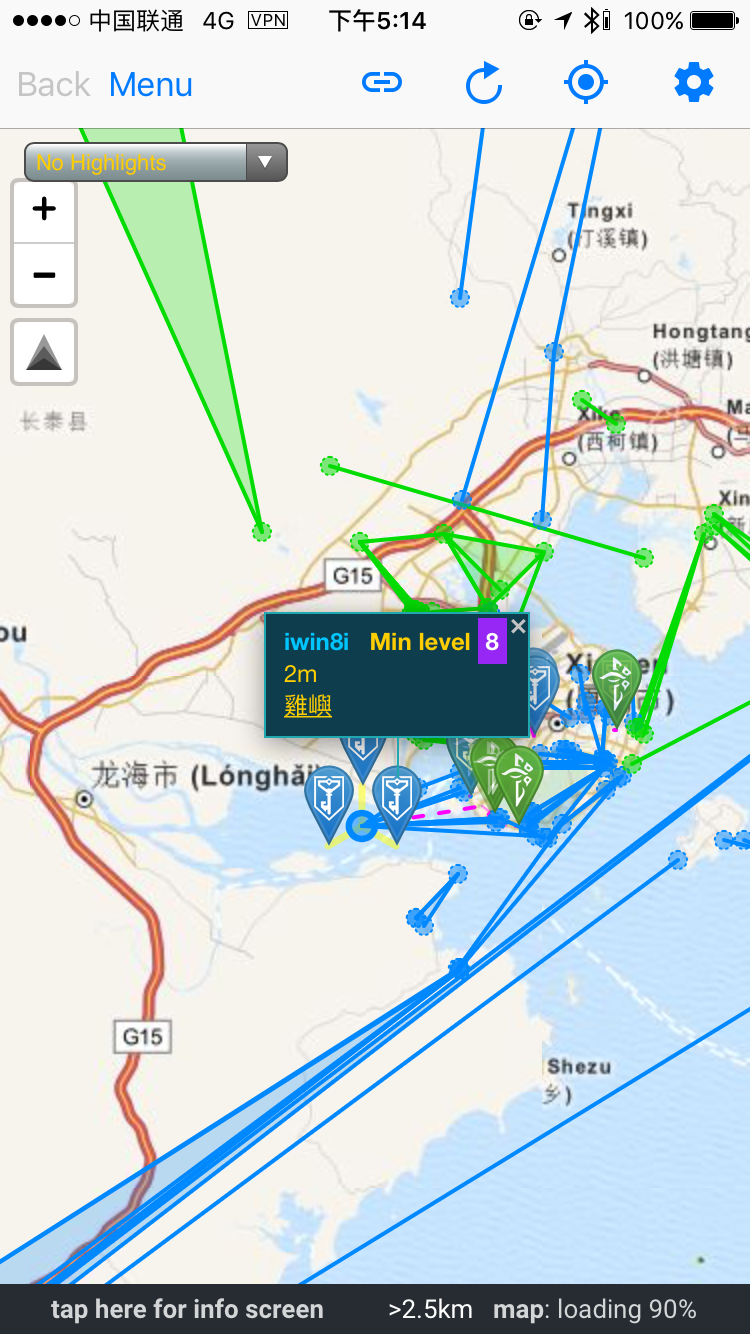 中国联通 4G VPN 下午5:14 100%
Back Menu
No Highlights
+
−
Tingxi
(汀溪镇)
Hongtang
(洪塘镇)
长泰县
Xike
(西柯镇)
Xin
G15
ou
iwin8i Min level 8
2m
雞嶼
×
龙海市 (Lónghǎi)
G15
Shezu
乡)
tap here for info screen >2.5km map: loading 90%